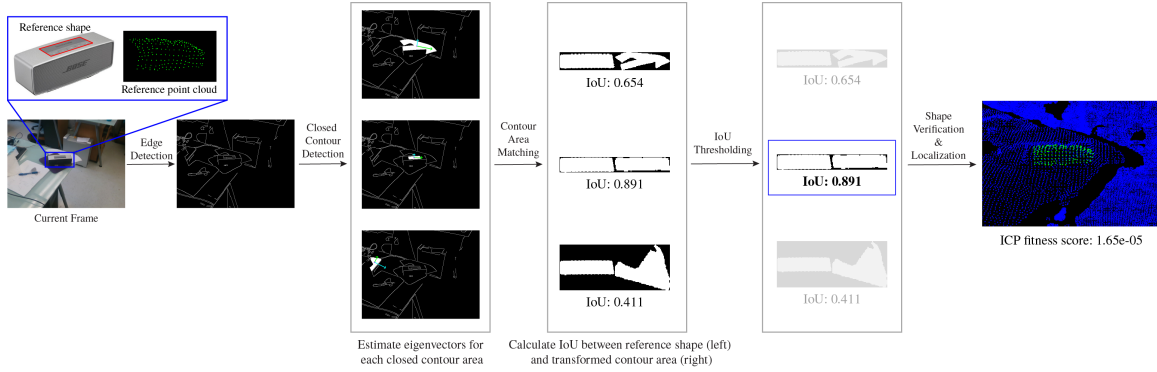 Reference shape
BOSE
Reference point cloud
Current Frame
Edge
Detection
Closed
Contour
Detection
Estimate eigenvectors for
each closed contour area
Contour
Area
Matching
IoU: 0.654
IoU: 0.891
IoU: 0.411
Calculate IoU between reference shape (left)
and transformed contour area (right)
IoU
Thresholding
IoU: 0.654
IoU: 0.891
IoU: 0.411
Shape
Verification
&
Localization
ICP fitness score: 1.65e-05